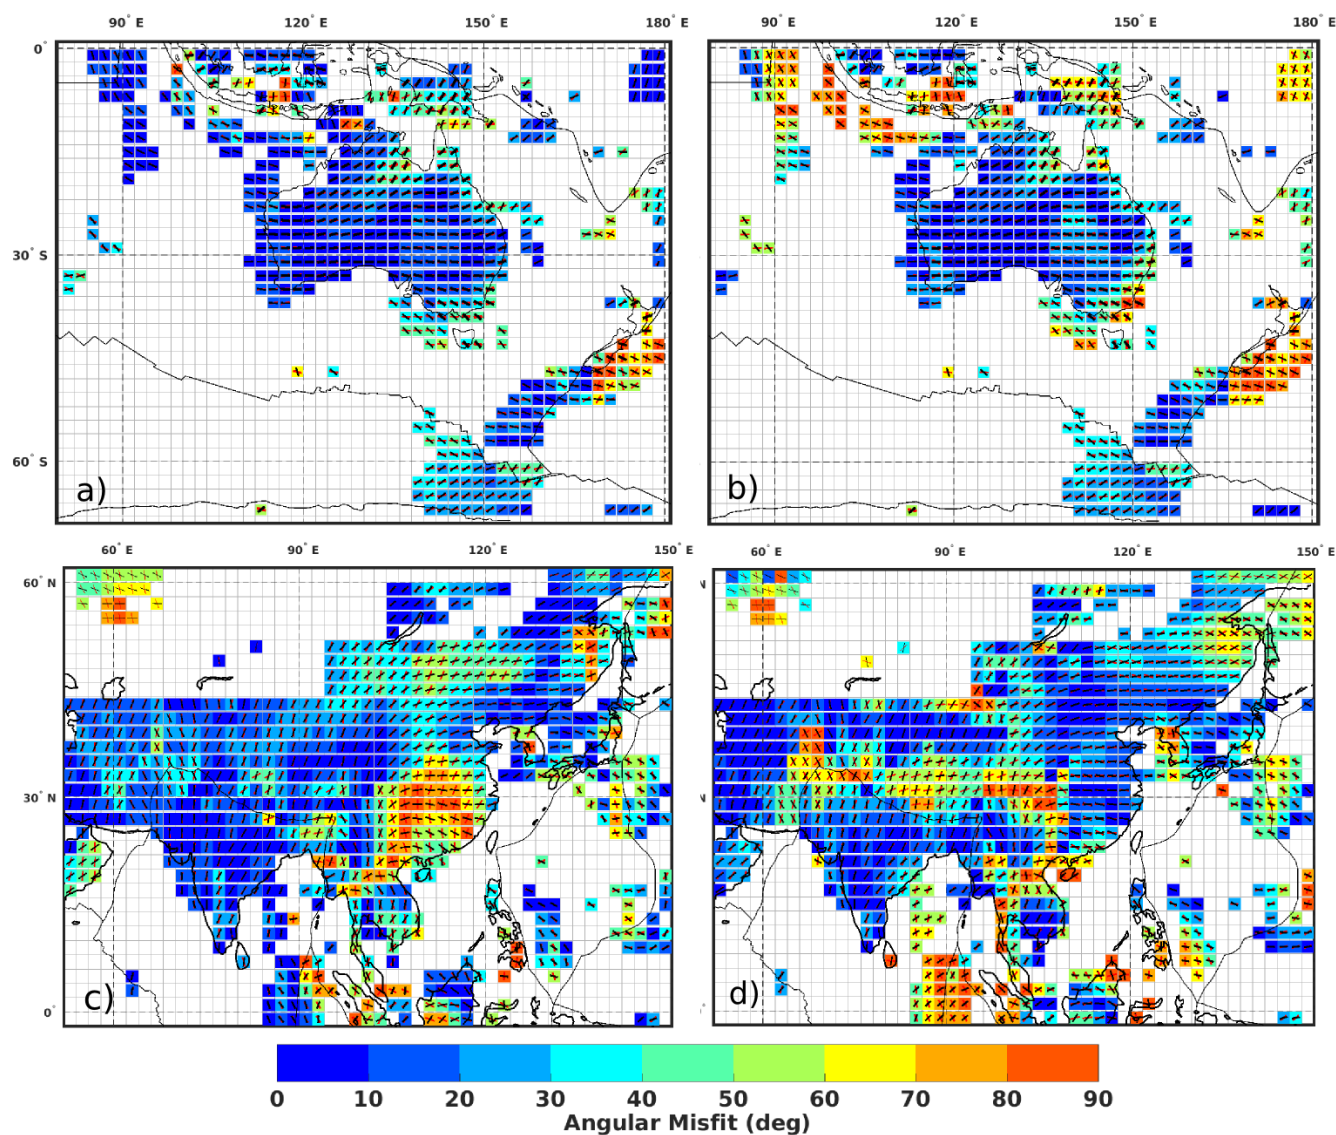 90° E 120° E 150° E 180° E 90° E 120° E 150° E 180° E
0°
30° S
60° S
a) b)
60° E 90° E 120° E 150° E 60° E 90° E 120° E 150° E
60° N N
30° N N
0°
c) d)
0 10 20 30 40 50 60 70 80 90
Angular Misfit (deg)